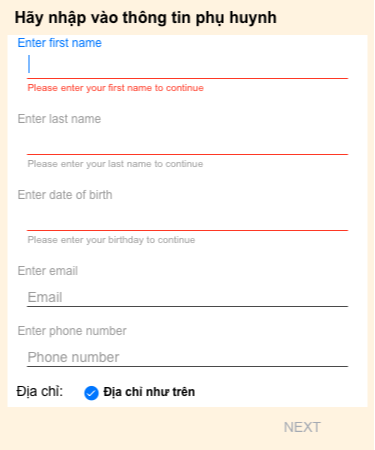 Hãy nhập vào thông tin phụ huynh
Enter first name
Please enter your first name to continue
Enter last name
Please enter your last name to continue
Enter date of birth
Please enter your birthday to continue
Enter email
Email
Enter phone number
Phone number
Địa chỉ: Địa chỉ như trên
NEXT